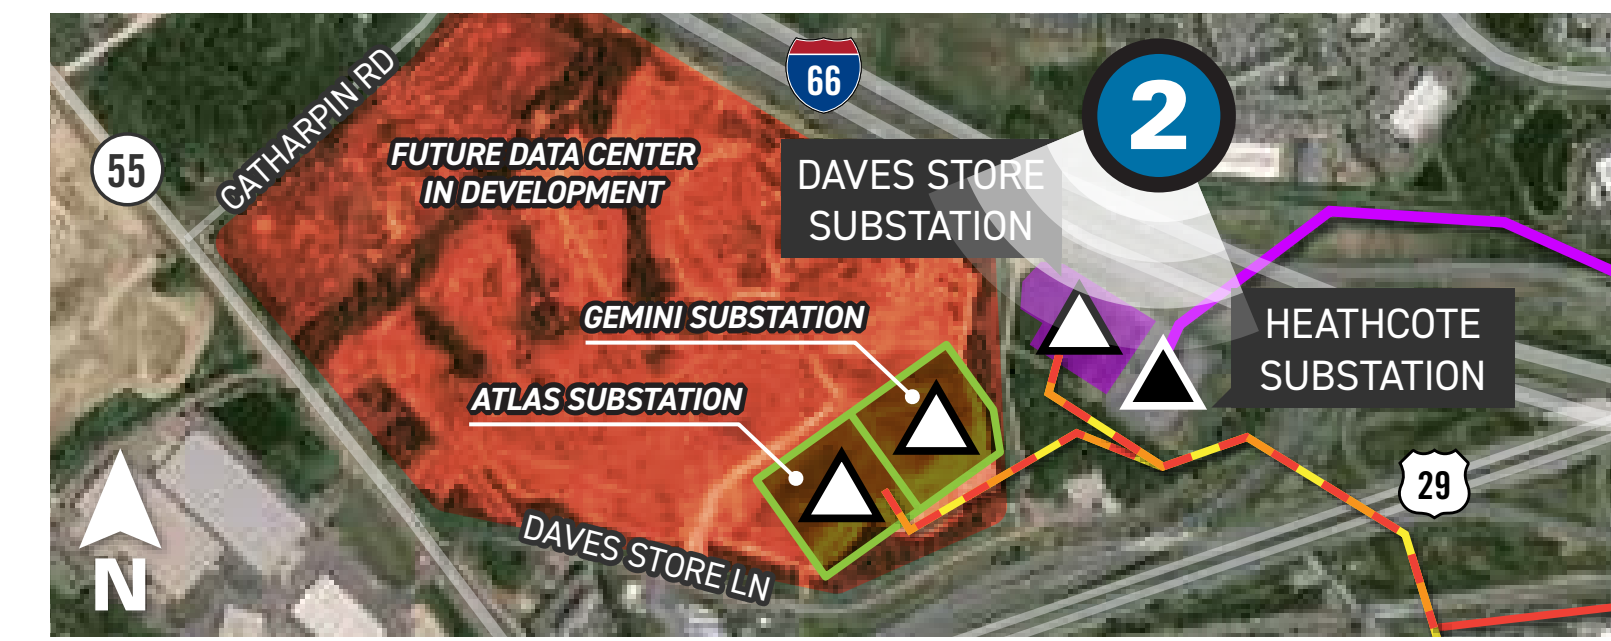 66
2
CATHARPIN RD
55
FUTURE DATA CENTER
IN DEVELOPMENT
DAVES STORE
SUBSTATION
GEMINI SUBSTATION
HEATHCOTE
SUBSTATION
ATLAS SUBSTATION
29
DAVES STORE LN
N